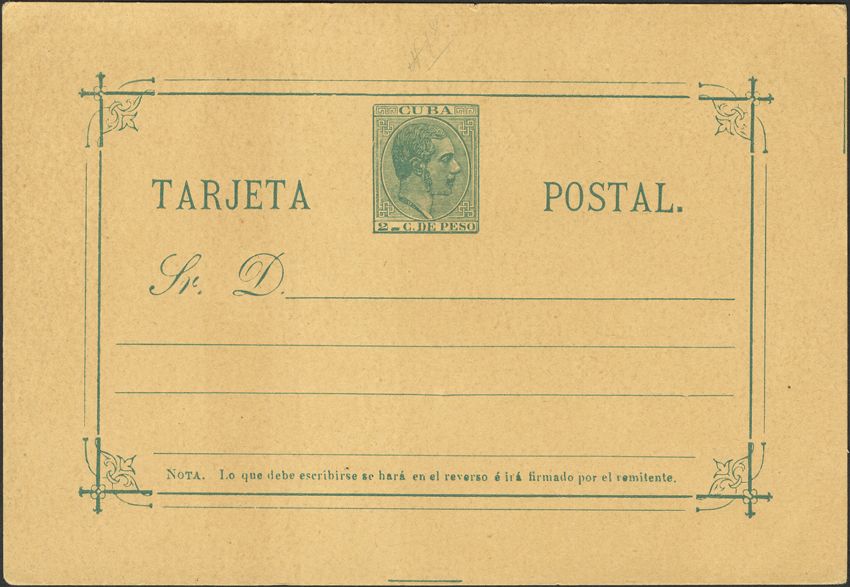 CUBA
TARJETA POSTAL.
2 C. DE PESO
Sr. D.
NOTA. Lo que debe escribirse se hará en el reverso é irá firmado por el remitente.